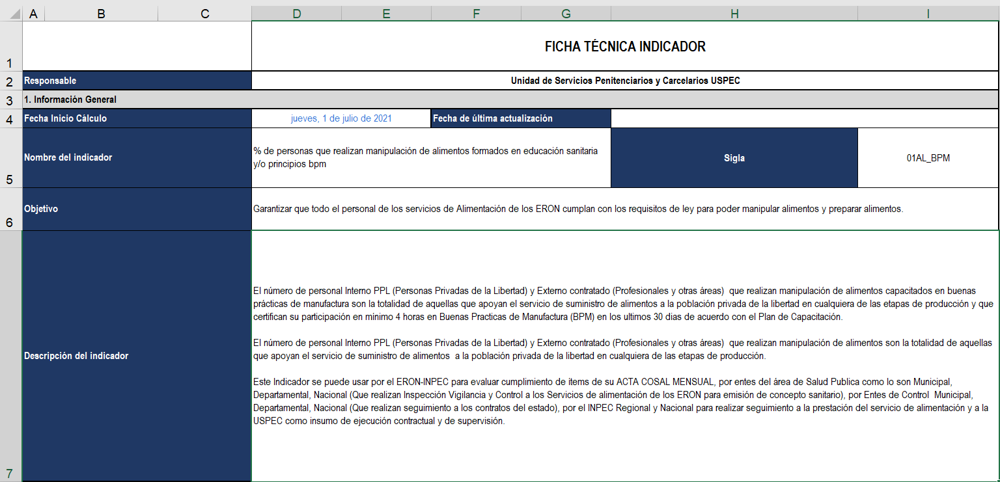 A B C D E F G H I
1 FICHA TÉCNICA INDICADOR
2 Responsable Unidad de Servicios Penitenciarios y Carcelarios USPEC
3 1. Información General
4 Fecha Inicio Cálculo jueves, 1 de julio de 2021 Fecha de última actualización
5 Nombre del indicador
% de personas que realizan manipulación de alimentos formados en educación sanitaria
y/o principios bpm
Sigla 01AL_BPM
6 Objetivo Garantizar que todo el personal de los servicios de Alimentación de los ERON cumplan con los requisitos de ley para poder manipular alimentos y preparar alimentos.
7 Descripción del indicador
El número de personal Interno PPL (Personas Privadas de la Libertad) y Externo contratado (Profesionales y otras áreas)  que realizan manipulación de alimentos capacitados en buenas
prácticas de manufactura son la totalidad de aquellas que apoyan el servicio de suministro de alimentos a la población privada de la libertad en cualquiera de las etapas de producción y que
certifican su participación en mínimo 4 horas en Buenas Practicas de Manufactura (BPM) en los ultimos 30 dias de acuerdo con el Plan de Capacitación.
El número de personal Interno PPL (Personas Privadas de la Libertad) y Externo contratado (Profesionales y otras áreas)  que realizan manipulación de alimentos son la totalidad de aquellas
que apoyan el servicio de suministro de alimentos  a la población privada de la libertad en cualquiera de las etapas de producción.
Este Indicador se puede usar por el ERON-INPEC para evaluar cumplimiento de items de su ACTA COSAL MENSUAL, por entes del área de Salud Publica como lo son Municipal,
Departamental, Nacional (Que realizan Inspección Vigilancia y Control a los Servicios de alimentación de los ERON para emisión de concepto sanitario), por Entes de Control  Municipal,
Departamental, Nacional (Que realizan seguimiento a los contratos del estado), por el INPEC Regional y Nacional para realizar seguimiento a la prestación del servicio de alimentación y a la
USPEC como insumo de ejecución contractual y de supervisión.